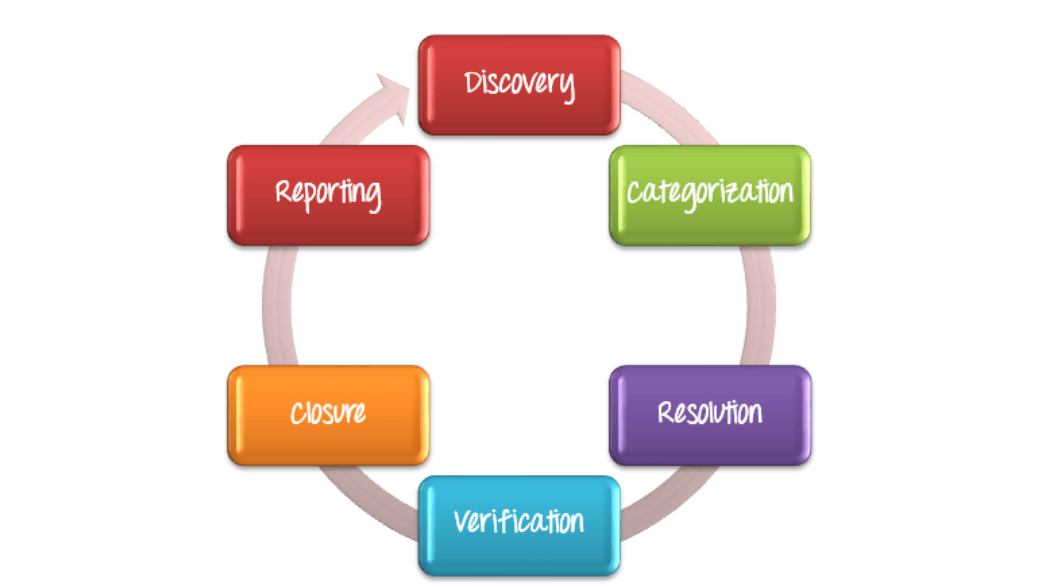 Discovery
Categorization
Resolution
Verification
Closure
Reporting